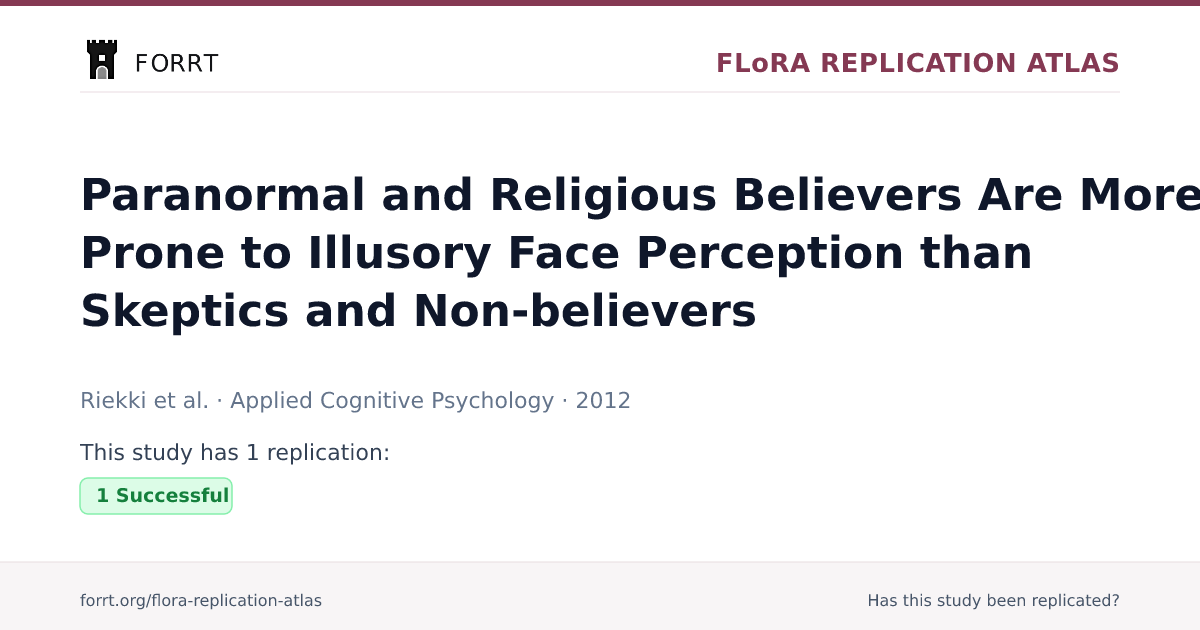 FORRT
FLoRA REPLICATION ATLAS
Paranormal and Religious Believers Are More
Prone to Illusory Face Perception than
Skeptics and Non-believers
Riekki et al. · Applied Cognitive Psychology · 2012
This study has 1 replication:
1 Successful
forrt.org/flora-replication-atlas
Has this study been replicated?